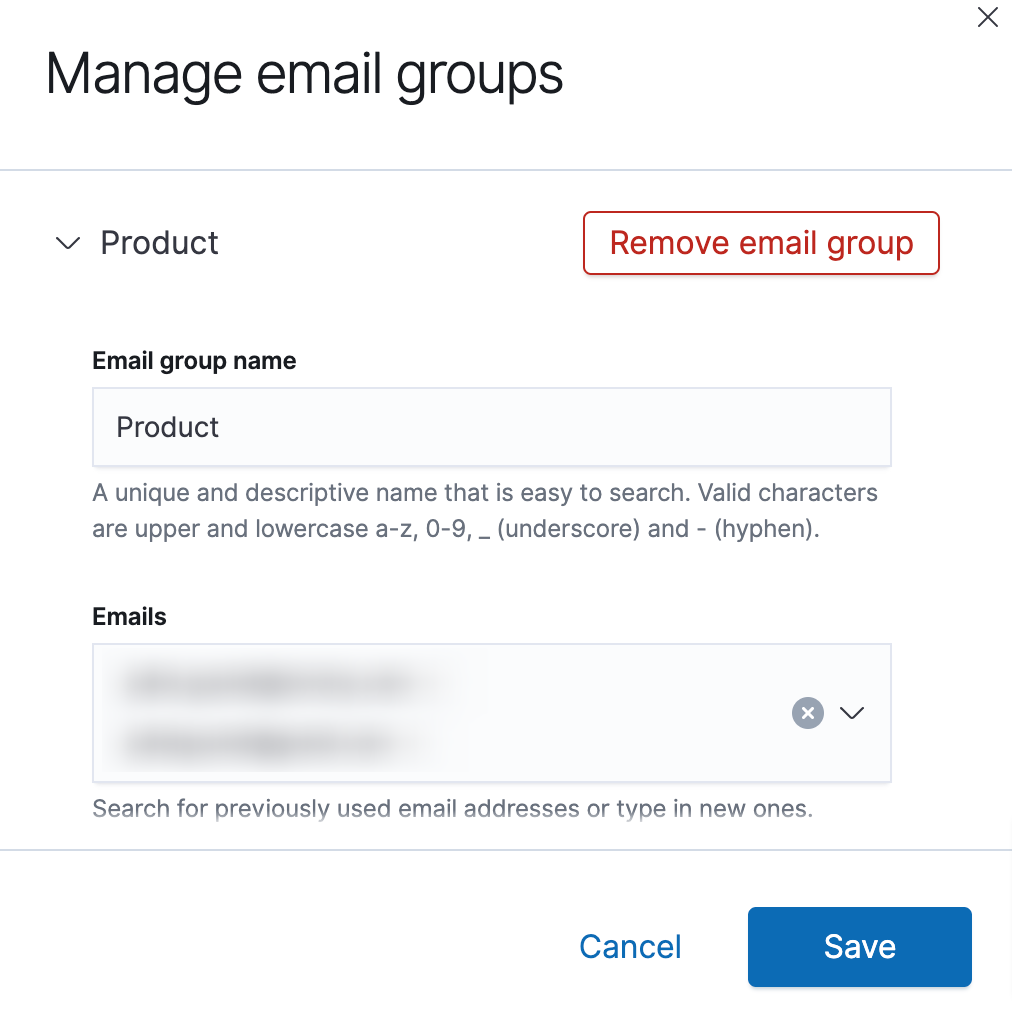 Manage email groups
Product
Remove email group
Email group name
Product
A unique and descriptive name that is easy to search. Valid characters
are upper and lowercase a-z, 0-9, _ (underscore) and - (hyphen).
Emails
Search for previously used email addresses or type in new ones.
Cancel
Save